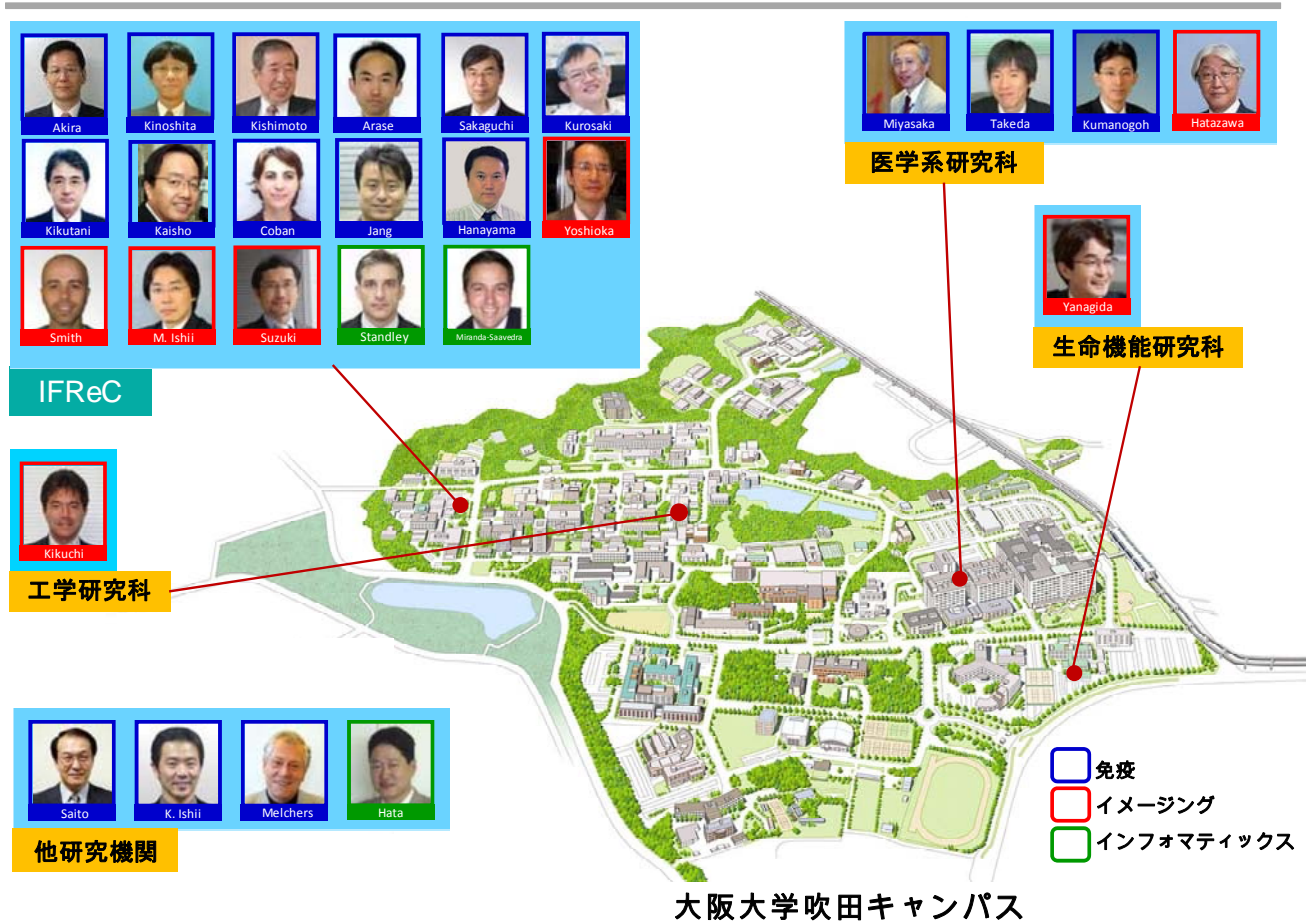 Akira
Kinoshita
Kishimoto
Arase
Sakaguchi
Kurosaki
Kikutani
Kaisho
Coban
Jang
Hanayama
Yoshioka
Smith
M. Ishii
Suzuki
Standley
Miranda-Saavedra
IFReC
Miyasaka
Takeda
Kumanogoh
Hatazawa
医学系研究科
Yanagida
生命機能研究科
Kikuchi
工学研究科
Saito
K. Ishii
Melchers
Hata
他研究機関
免疫
イメージング
インフォマティックス
大阪大学吹田キャンパス